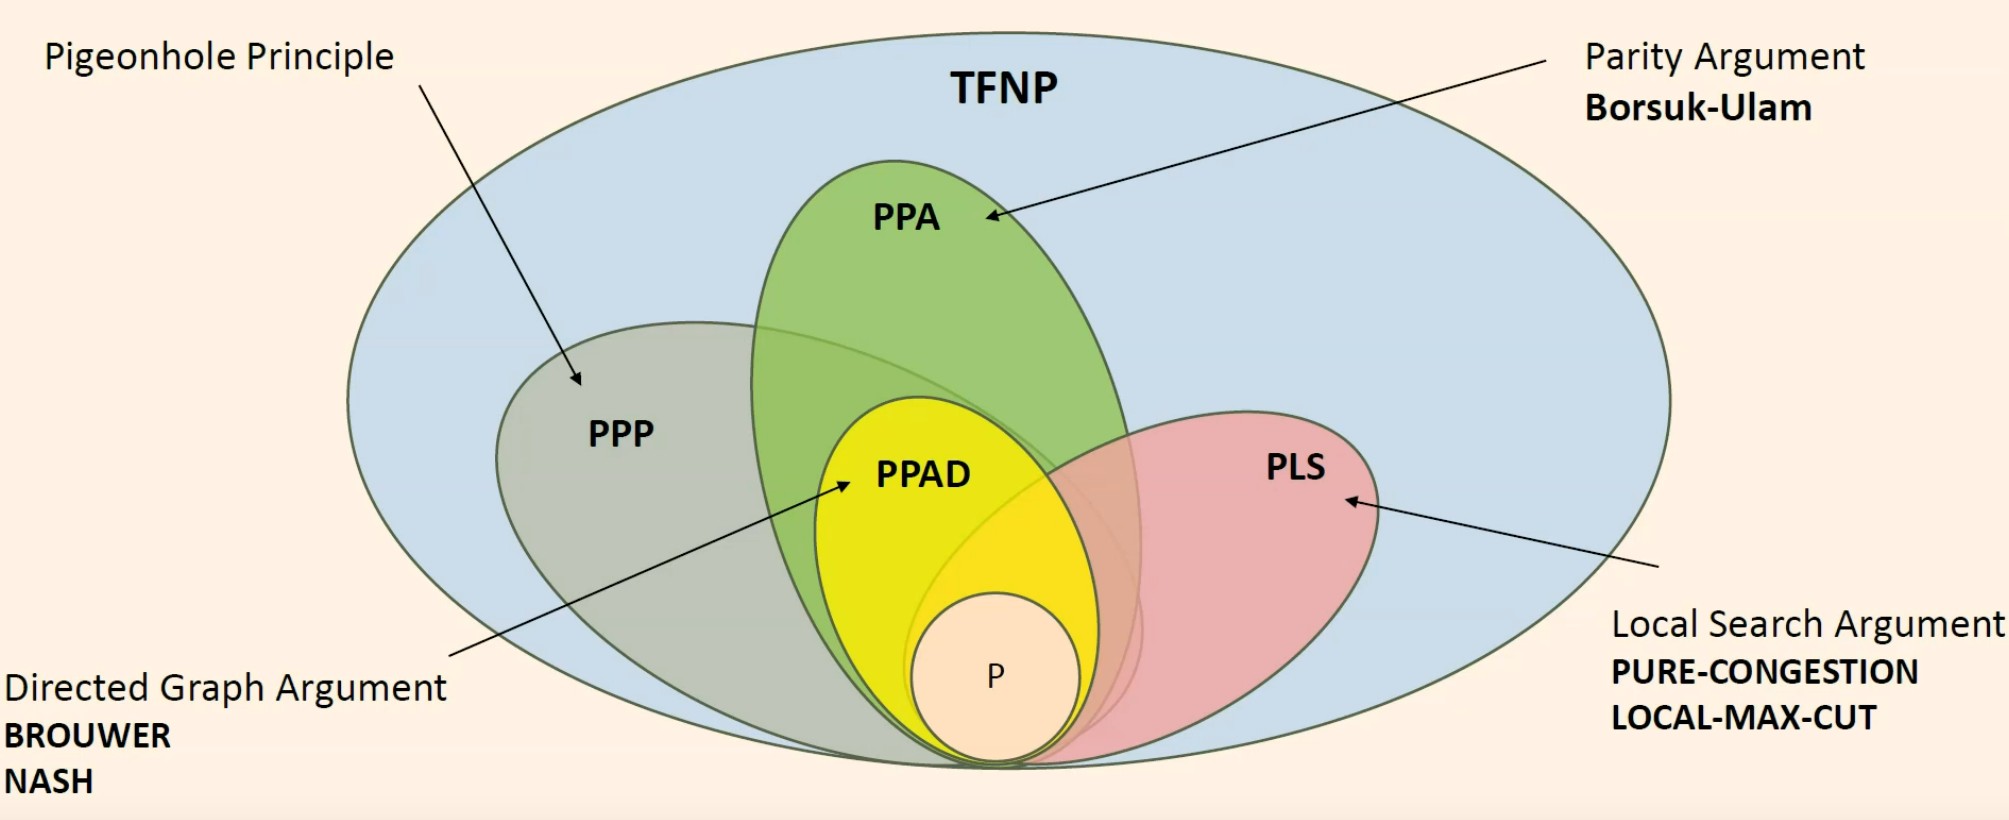 Pigeonhole Principle
Parity Argument
Borsuk-Ulam
TFNP
PPA
PPP
PPAD
PLS
P
Directed Graph Argument
BROUWER
NASH
Local Search Argument
PURE-CONGESTION
LOCAL-MAX-CUT